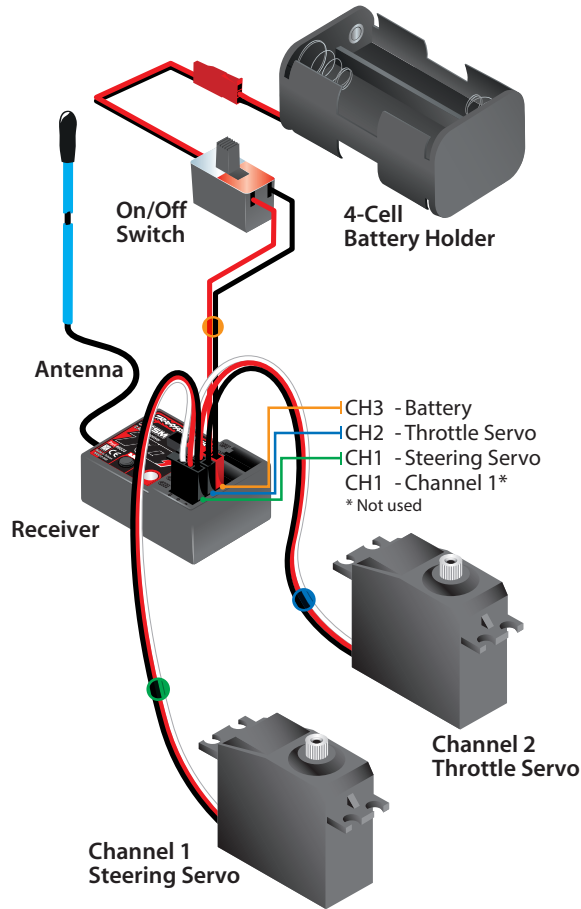 On/Off
Switch
4-Cell
Battery Holder
Antenna
CH3 - Battery
CH2 - Throttle Servo
CH1 - Steering Servo
CH1 - Channel 1*
* Not used
Receiver
Channel 2
Throttle Servo
Channel 1
Steering Servo